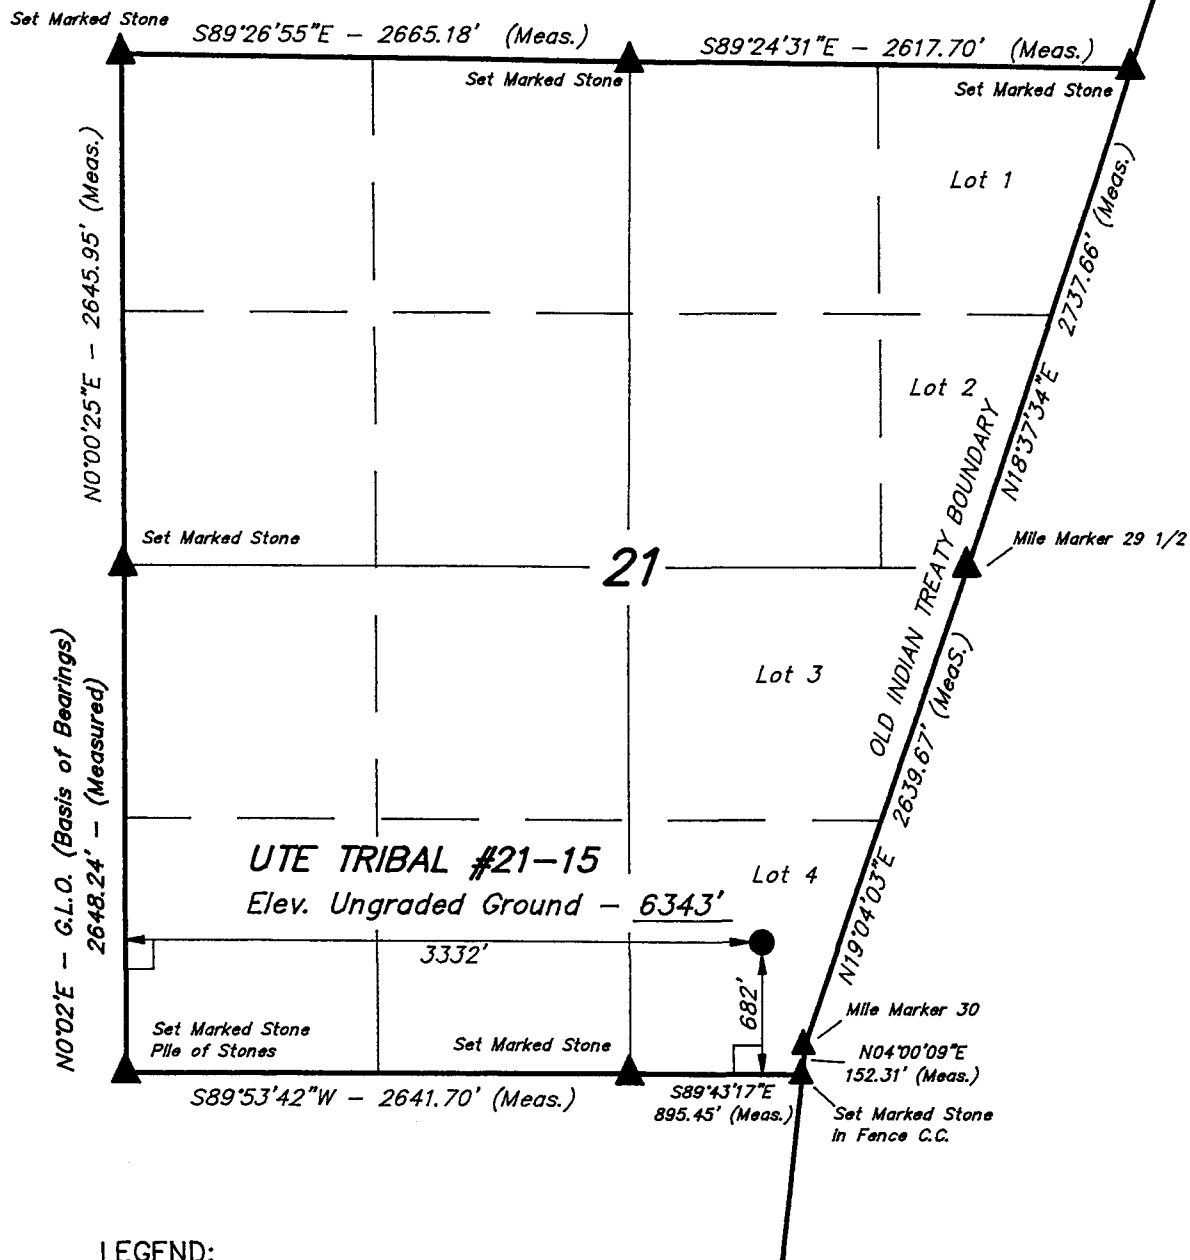 Set Marked Stone
S89°26'55"E - 2665.18' (Meas.)
S89°24'31"E - 2617.70' (Meas.)
Set Marked Stone
Set Marked Stone
N0°00'25"E - 2645.95' (Meas.)
Lot 1
2737.66' (Meas.)
Lot 2
N18°37'34"E
OLD INDIAN TREATY BOUNDARY
Set Marked Stone
21
Mile Marker 29 1/2
Lot 3
2639.67' (MeaS.)
N0°02'E - G.L.O. (Basis of Bearings)
2648.24' - (Measured)
UTE TRIBAL #21-15
Elev. Ungraded Ground - 6343'
Lot 4
N19°04'03"E
3332'
682'
Mile Marker 30
Set Marked Stone
Pile of Stones
Set Marked Stone
N04°00'09"E
152.31' (Meas.)
S89°53'42"W - 2641.70' (Meas.)
S89°43'17"E
895.45' (Meas.)
Set Marked Stone
in Fence C.C.
LEGEND: